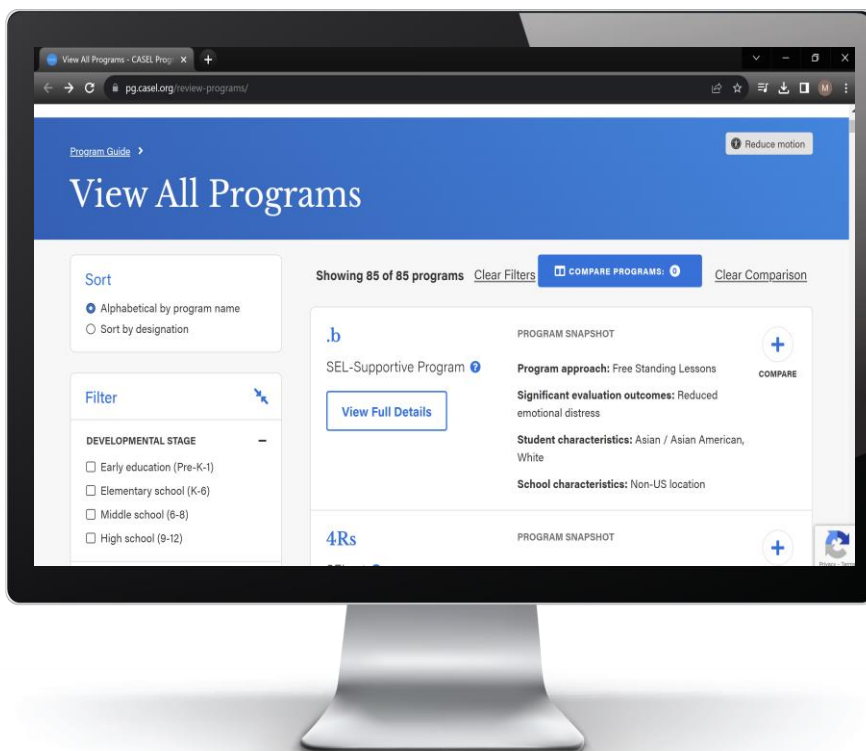 View All Programs - CASEL Prog
pg.casel.org/review-programs/
M
Program Guide >
Reduce motion
View All Programs
Sort
Alphabetical by program name
Sort by designation
Filter
DEVELOPMENTAL STAGE
Early education (Pre-K-1)
Elementary school (K-6)
Middle school (6-8)
High school (9-12)
Showing 85 of 85 programs Clear Filters COMPARE PROGRAMS: 0 Clear Comparison
.b
SEL-Supportive Program ?
View Full Details
PROGRAM SNAPSHOT
Program approach: Free Standing Lessons
Significant evaluation outcomes: Reduced
emotional distress
Student characteristics: Asian / Asian American,
White
School characteristics: Non-US location
COMPARE
4Rs
PROGRAM SNAPSHOT
Privacy - Terms